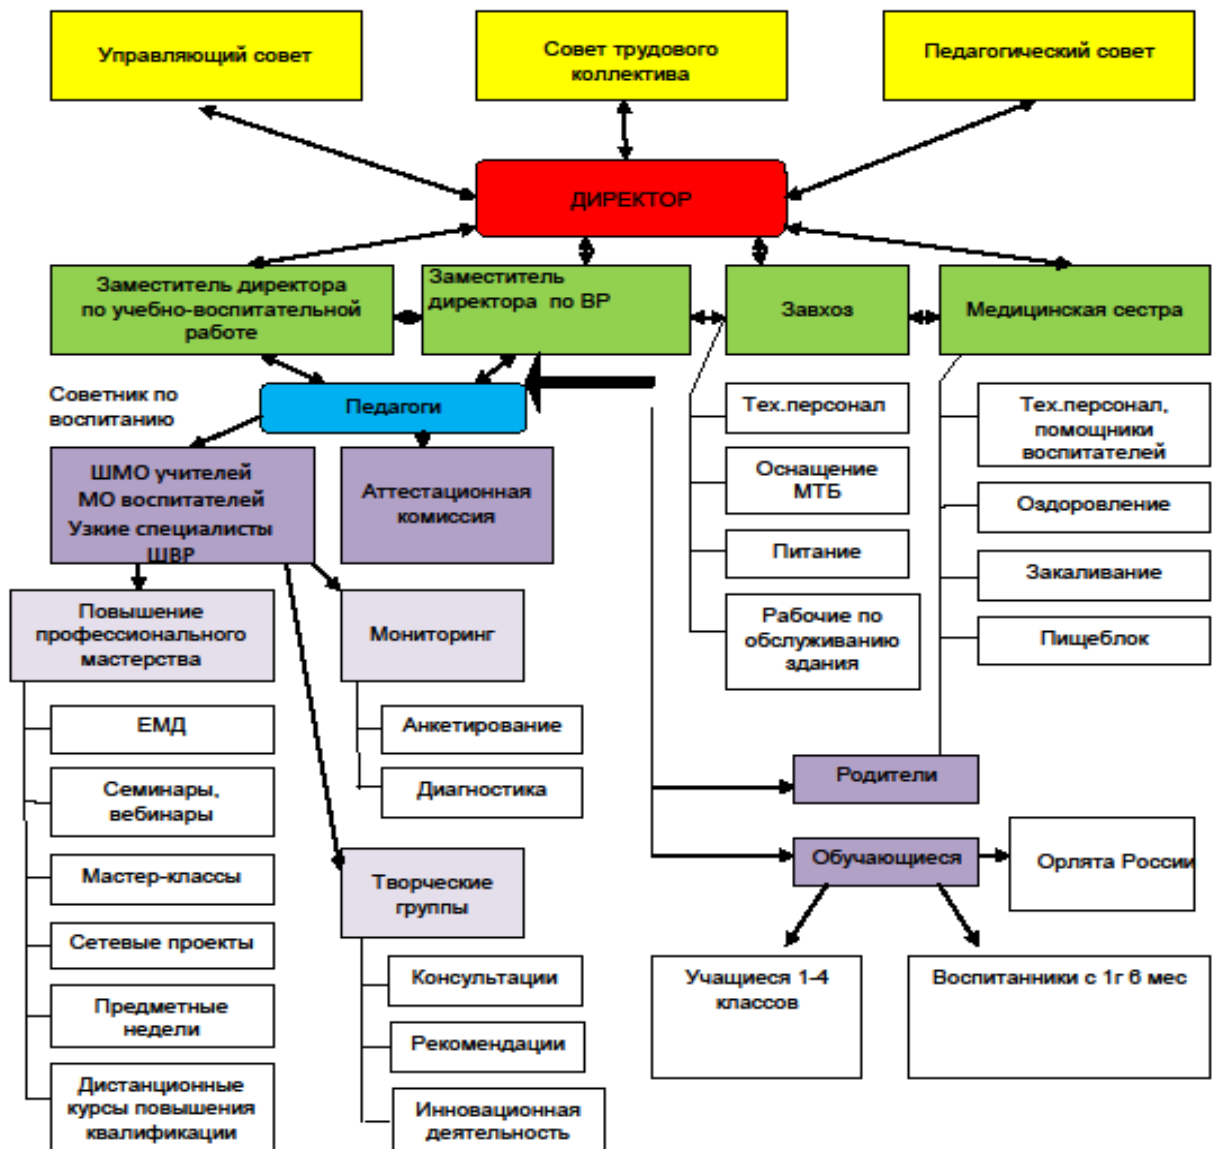 Управляющий совет
Совет трудового
коллектива
Педагогический совет
ДИРЕКТОР
Заместитель директора
по учебно-воспитательной
работе
Заместитель
директора по ВР
Завхоз
Медицинская сестра
Советник по
воспитанию
Педагоги
ШМО учителей
МО воспитателей
Узкие специалисты
ШВР
Аттестационная
комиссия
Тех.персонал
Оснащение
МТБ
Питание
Рабочие по
обслуживанию
здания
Тех.персонал,
помощники
воспитателей
Оздоровление
Закаливание
Пищеблок
Повышение
профессионального
мастерства
Мониторинг
ЕМД
Семинары,
вебинары
Мастер-классы
Сетевые проекты
Предметные
недели
Дистанционные
курсы повышения
квалификации
Анкетирование
Диагностика
Творческие
группы
Консультации
Рекомендации
Инновационная
деятельность
Родители
Обучающиеся
Орлята России
Учащиеся 1-4
классов
Воспитанники с 1г 6 мес